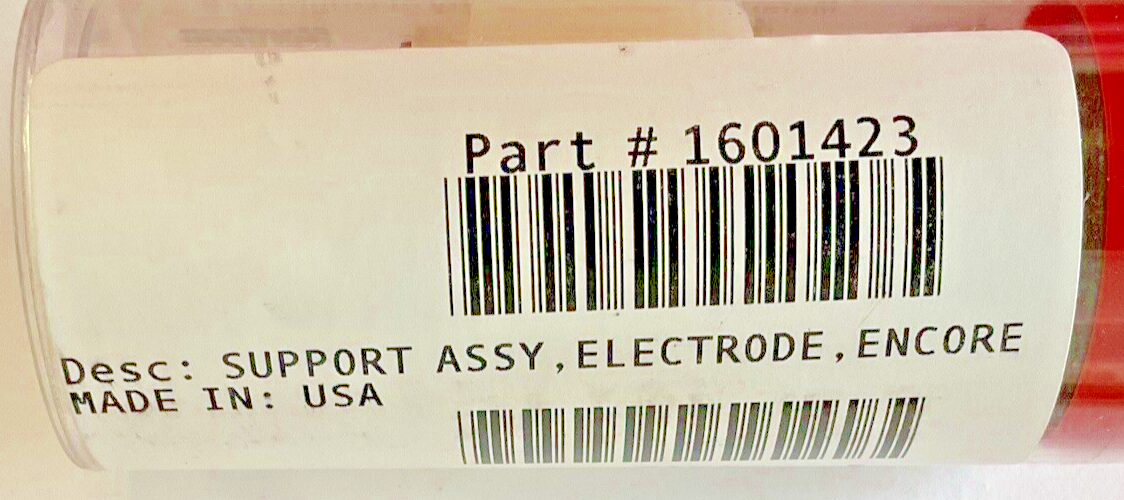 Part # 1601423
Desc: SUPPORT ASSY,ELECTRODE,ENCORE
MADE IN: USA